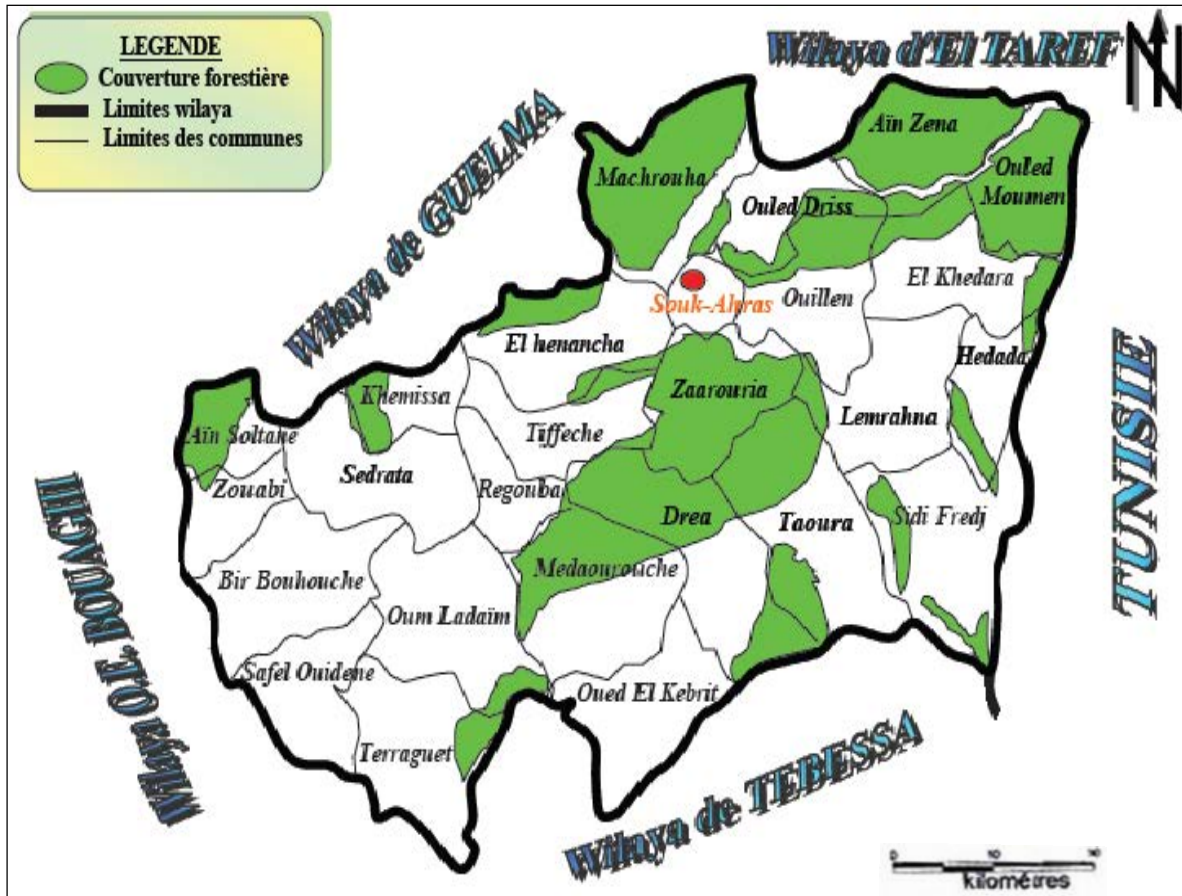 LEGENDE
Couverture forestière
Limites wilaya
Limites des communes
Wilaya d'El TAREF
N
Wilaya de GUELMA
Aïn Zena
Machrouha
Ouled
Moumen
Ouled Driss
El Khedara
Souk-Ahras
Ouillen
El henancha
Hedada
Khemissa
Zaarouria
Lemrahna
Aïn Soltane
Tiffeche
Sedrata
Zouabi
Regouba
Drea
Taoura
Sidi Fredj
Medaourouche
Bir Bouhouche
Oum Ladaïm
Safel Ouidene
Oued El Kebrit
Terraguet
Wilaya O.E. BOUAGHI
TUNISIE
Wilaya de TEBESSA
0 10
kilométres